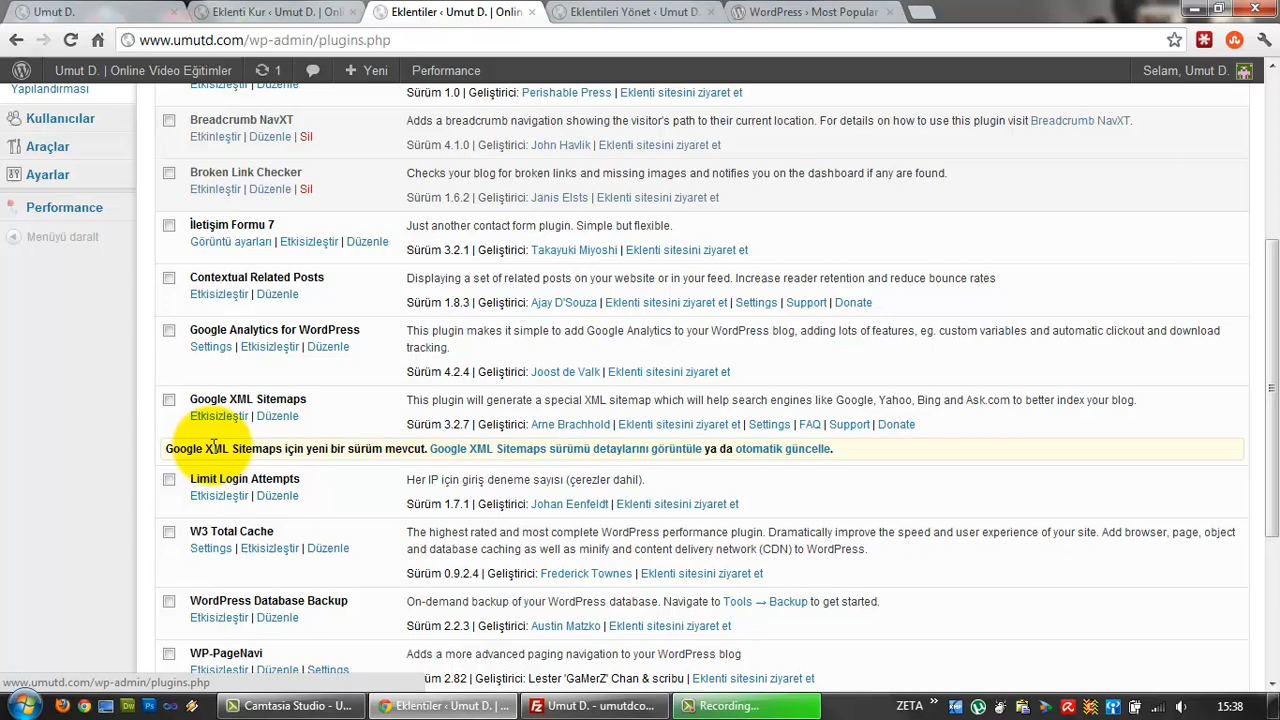 Umut D.
Eklenti Kur ‹ Umut D. | Onli
Eklentiler ‹ Umut D. | Onlin
Eklentileri Yönet ‹ Umut D.
WordPress › Most Popular
www.umutd.com/wp-admin/plugins.php
Umut D. | Online Video Eğitimler
1
Yeni
Performance
Selam, Umut D.
Yapılandırması
Kullanıcılar
Araçlar
Ayarlar
Performance
Menüyü daralt
Etkisizleştir | Düzenle
Sürüm 1.0 | Geliştirici: Perishable Press | Eklenti sitesini ziyaret et
Breadcrumb NavXT
Adds a breadcrumb navigation showing the visitor's path to their current location. For details on how to use this plugin visit Breadcrumb NavXT.
Etkinleştir | Düzenle | Sil
Sürüm 4.1.0 | Geliştirici: John Havlik | Eklenti sitesini ziyaret et
Broken Link Checker
Checks your blog for broken links and missing images and notifies you on the dashboard if any are found.
Etkinleştir | Düzenle | Sil
Sürüm 1.6.2 | Geliştirici: Janis Elsts | Eklenti sitesini ziyaret et
İletişim Formu 7
Just another contact form plugin. Simple but flexible.
Görüntü ayarları | Etkisizleştir | Düzenle
Sürüm 3.2.1 | Geliştirici: Takayuki Miyoshi | Eklenti sitesini ziyaret et
Contextual Related Posts
Displaying a set of related posts on your website or in your feed. Increase reader retention and reduce bounce rates
Etkisizleştir | Düzenle
Sürüm 1.8.3 | Geliştirici: Ajay D'Souza | Eklenti sitesini ziyaret et | Settings | Support | Donate
Google Analytics for WordPress
This plugin makes it simple to add Google Analytics to your WordPress blog, adding lots of features, eg. custom variables and automatic clickout and download
tracking.
Settings | Etkisizleştir | Düzenle
Sürüm 4.2.4 | Geliştirici: Joost de Valk | Eklenti sitesini ziyaret et
Google XML Sitemaps
This plugin will generate a special XML sitemap which will help search engines like Google, Yahoo, Bing and Ask.com to better index your blog.
Etkisizleştir | Düzenle
Sürüm 3.2.7 | Geliştirici: Arne Brachhold | Eklenti sitesini ziyaret et | Settings | FAQ | Support | Donate
Google XML Sitemaps için yeni bir sürüm mevcut. Google XML Sitemaps sürümü detaylarını görüntüle ya da otomatik güncelle.
Limit Login Attempts
Her IP için giriş deneme sayısı (çerezler dahil).
Etkisizleştir | Düzenle
Sürüm 1.7.1 | Geliştirici: Johan Eenfeldt | Eklenti sitesini ziyaret et
W3 Total Cache
The highest rated and most complete WordPress performance plugin. Dramatically improve the speed and user experience of your site. Add browser, page, object
and database caching as well as minify and content delivery network (CDN) to WordPress.
Settings | Etkisizleştir | Düzenle
Sürüm 0.9.2.4 | Geliştirici: Frederick Townes | Eklenti sitesini ziyaret et
WordPress Database Backup
On-demand backup of your WordPress database. Navigate to Tools → Backup to get started.
Etkisizleştir | Düzenle
Sürüm 2.2.3 | Geliştirici: Austin Matzko | Eklenti sitesini ziyaret et
WP-PageNavi
Adds a more advanced paging navigation to your WordPress blog
Etkisizleştir | Düzenle | Settings
Sürüm 2.82 | Geliştirici: Lester 'GaMerZ' Chan & scribu | Eklenti sitesini ziyaret et
www.umutd.com/wp-admin/plugins.php
Camtasia Studio - U...
Eklentiler ‹ Umut D. | ...
Umut D. - umutdco...
Recording...
ZETA
15:38